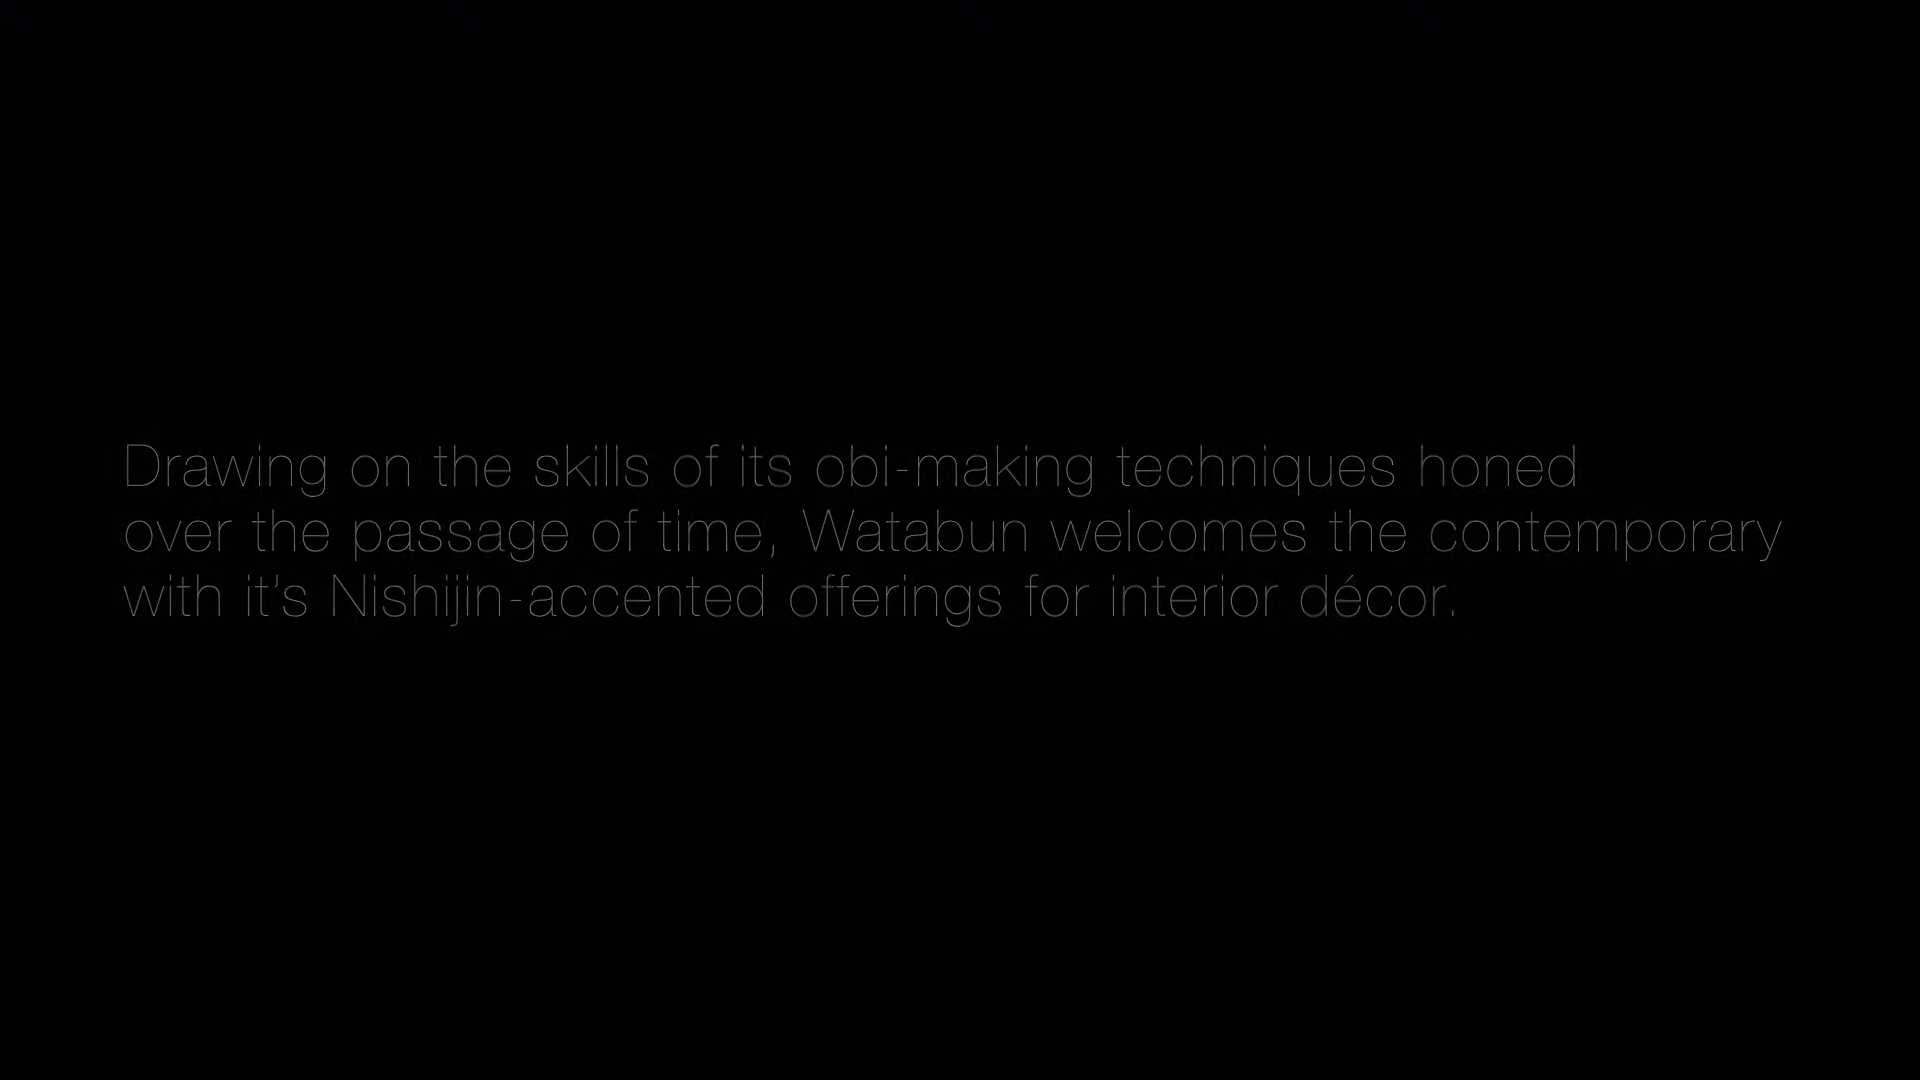 Drawing on the skills of its obi-making techniques honed
over the passage of time, Watabun welcomes the contemporary
with it’s Nishijin-accented offerings for interior décor.